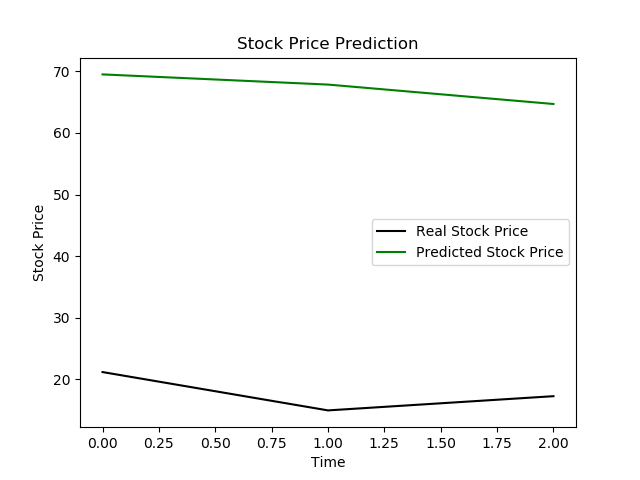 Stock Price Prediction
70
60
50
40
30
20
Stock Price
Real Stock Price
Predicted Stock Price
0.00 0.25 0.50 0.75 1.00 1.25 1.50 1.75 2.00
Time